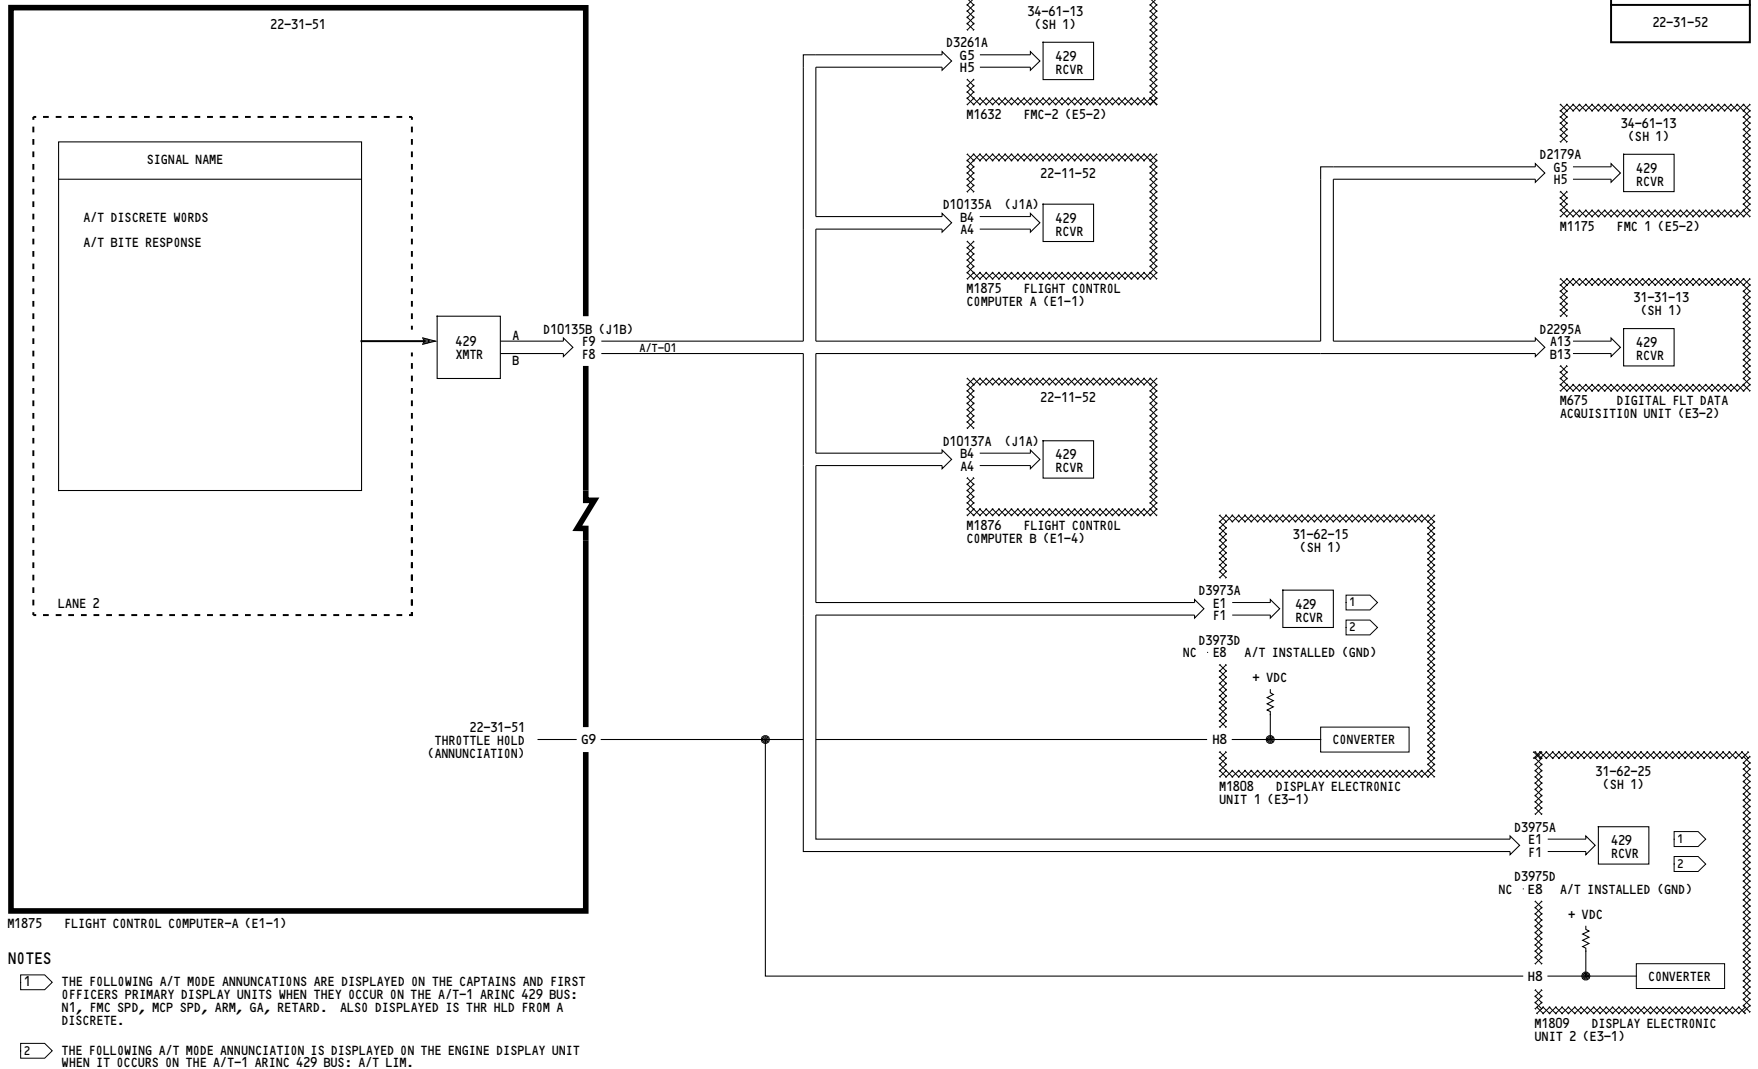 22-31-51
34-61-13
(SH 1)
22-31-52
D3261A
G5
H5
429
RCVR
M1632 FMC-2 (E5-2)
34-61-13
(SH 1)
D2179A
G5
H5
429
RCVR
M1175 FMC 1 (E5-2)
SIGNAL NAME
A/T DISCRETE WORDS
A/T BITE RESPONSE
LANE 2
22-11-52
D10135A (J1A)
B4
A4
429
RCVR
M1875 FLIGHT CONTROL
COMPUTER A (E1-1)
31-31-13
(SH 1)
D2295A
A13
B13
429
RCVR
M675 DIGITAL FLT DATA
ACQUISITION UNIT (E3-2)
429
XMTR
A
B
D10135B (J1B)
F9
F8
A/T-01
22-11-52
D10137A (J1A)
B4
A4
429
RCVR
M1876 FLIGHT CONTROL
COMPUTER B (E1-4)
31-62-15
(SH 1)
D3973A
E1
F1
429
RCVR
1
2
D3973D
NC E8 A/T INSTALLED (GND)
+ VDC
H8
CONVERTER
M1808 DISPLAY ELECTRONIC
UNIT 1 (E3-1)
22-31-51
THROTTLE HOLD
(ANNUNCIATION)
G9
31-62-25
(SH 1)
D3975A
E1
F1
429
RCVR
1
2
D3975D
NC E8 A/T INSTALLED (GND)
+ VDC
H8
CONVERTER
M1809 DISPLAY ELECTRONIC
UNIT 2 (E3-1)
M1875 FLIGHT CONTROL COMPUTER-A (E1-1)
NOTES
1 THE FOLLOWING A/T MODE ANNUNCATIONS ARE DISPLAYED ON THE CAPTAINS AND FIRST
OFFICERS PRIMARY DISPLAY UNITS WHEN THEY OCCUR ON THE A/T-1 ARINC 429 BUS:
N1, FMC SPD, MCP SPD, ARM, GA, RETARD. ALSO DISPLAYED IS THR HLD FROM A
DISCRETE.
2 THE FOLLOWING A/T MODE ANNUNCIATION IS DISPLAYED ON THE ENGINE DISPLAY UNIT
WHEN IT OCCURS ON THE A/T-1 ARINC 429 BUS: A/T LIM.